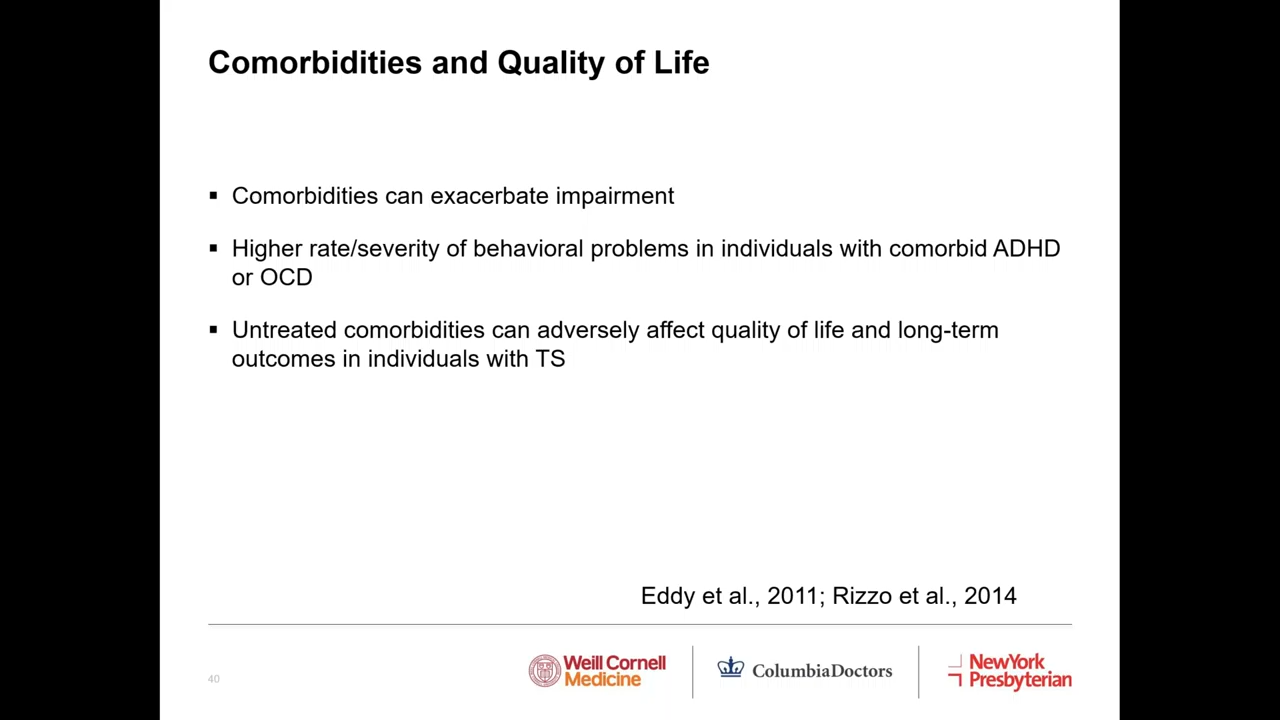 Comorbidities and Quality of Life
▪ Comorbidities can exacerbate impairment
▪ Higher rate/severity of behavioral problems in individuals with comorbid ADHD
or OCD
▪ Untreated comorbidities can adversely affect quality of life and long-term
outcomes in individuals with TS
Eddy et al., 2011; Rizzo et al., 2014
40
Weill Cornell
Medicine
ColumbiaDoctors
NewYork
Presbyterian